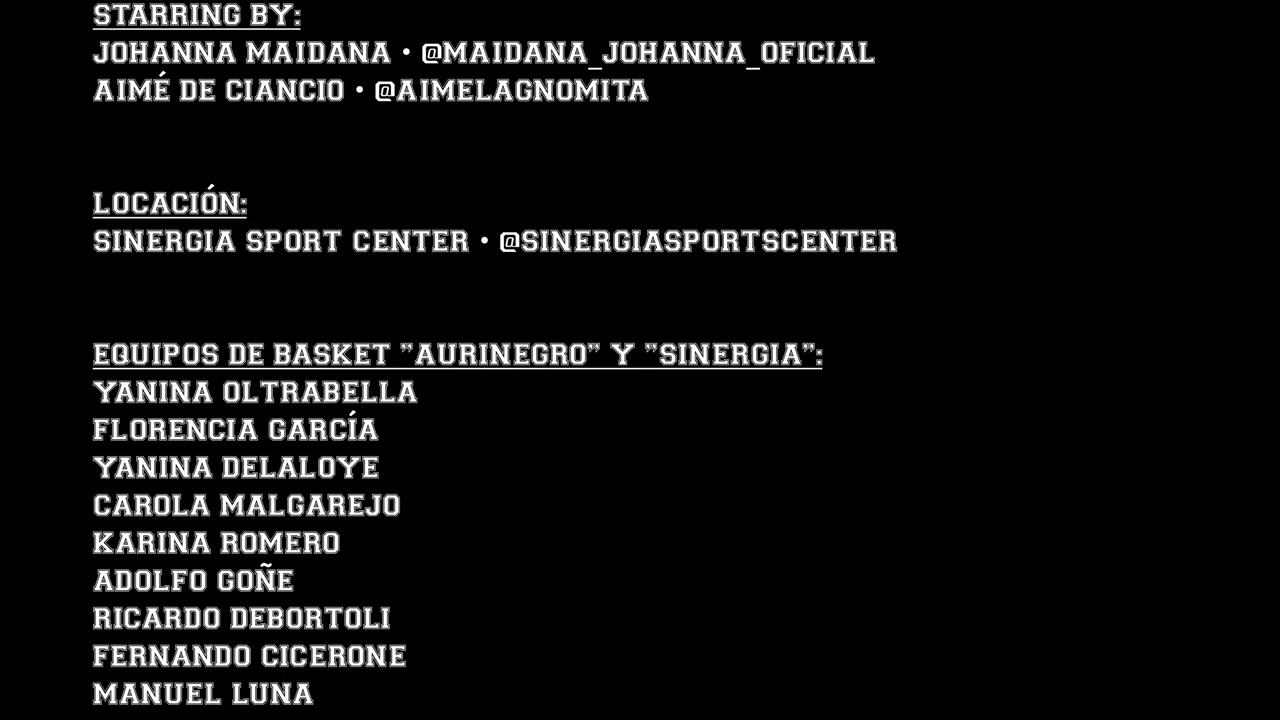 STARRING BY:
JOHANNA MAIDANA • @MAIDANA_JOHANNA_OFICIAL
AIMÉ DE CIANCIO • @AIMELAGNOMITA
LOCACIÓN:
SINERGIA SPORT CENTER • @SINERGIASPORTSCENTER
EQUIPOS DE BASKET ”AURINEGRO” Y ”SINERGIA”:
YANINA OLTRABELLA
FLORENCIA GARCÍA
YANINA DELALOYE
CAROLA MALGAREJO
KARINA ROMERO
ADOLFO GOÑE
RICARDO DEBORTOLI
FERNANDO CICERONE
MANUEL LUNA